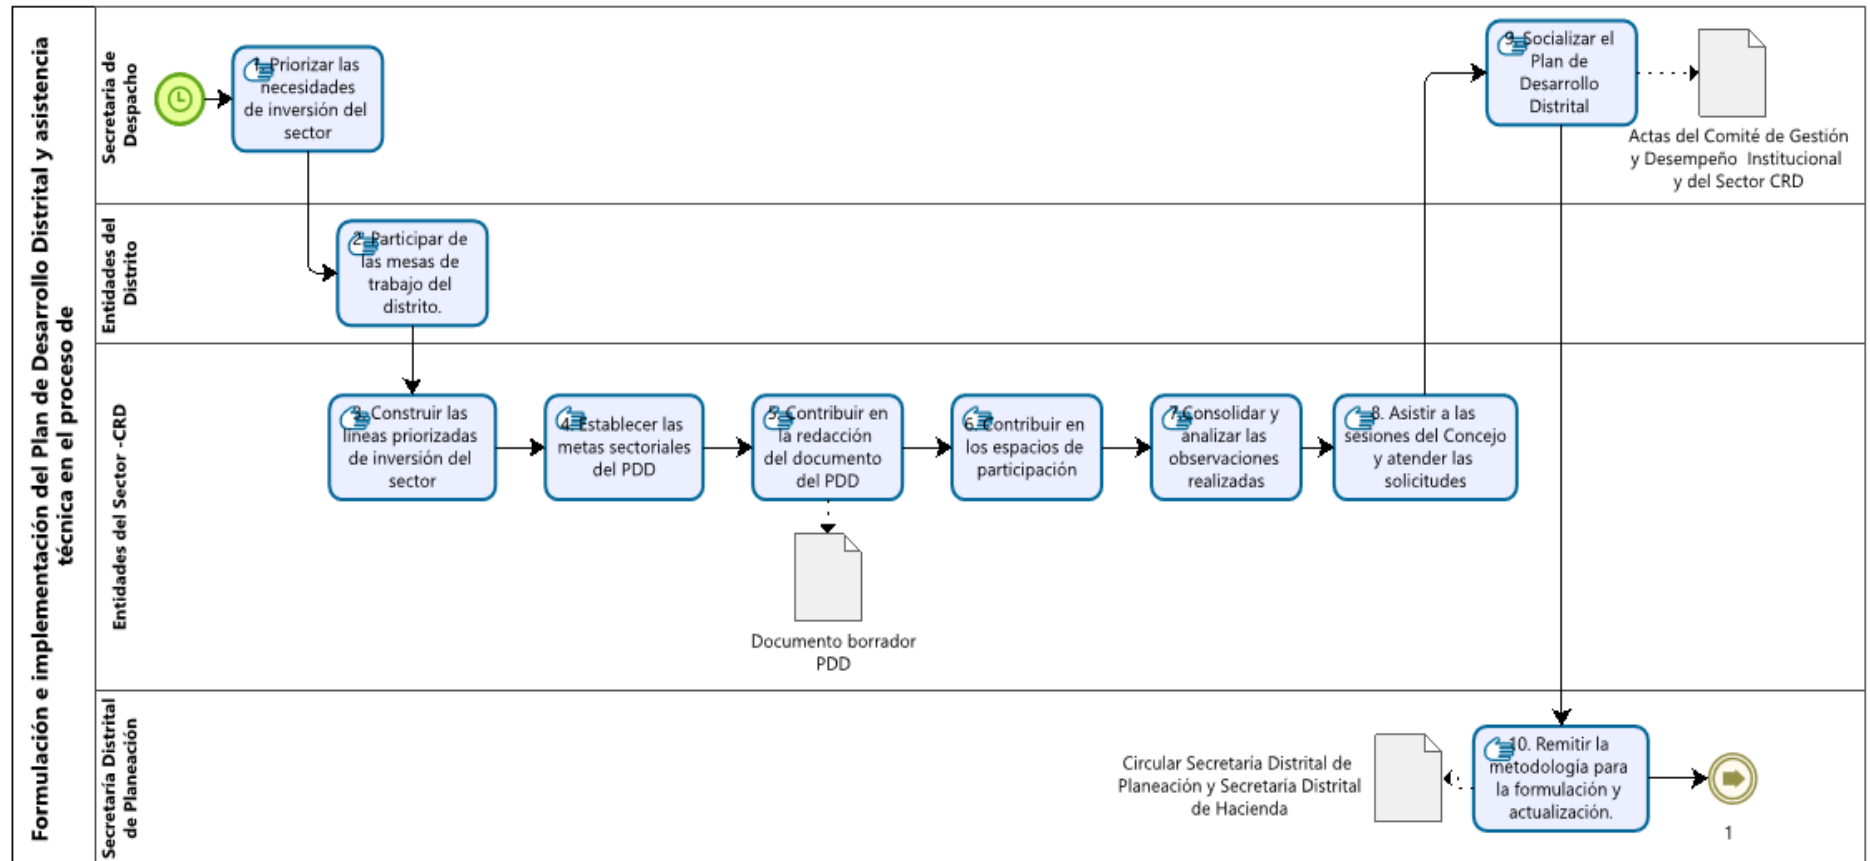 Formulación e implementación del Plan de Desarrollo Distrital y asistencia
técnica en el proceso de
Secretaria de
Despacho
1. Priorizar las
necesidades
de inversión del
sector
9. Socializar el
Plan de
Desarrollo
Distrital
Actas del Comité de Gestión
y Desempeño Institucional
y del Sector CRD
Entidades del
Distrito
2. Participar de
las mesas de
trabajo del
distrito.
Entidades del Sector -CRD
3. Construir las
líneas priorizadas
de inversión del
sector
4. Establecer las
metas sectoriales
del PDD
5. Contribuir en
la redacción
del documento
del PDD
Documento borrador
PDD
6. Contribuir en
los espacios de
participación
7.Consolidar y
analizar las
observaciones
realizadas
8. Asistir a las
sesiones del Concejo
y atender las
solicitudes
Secretaría Distrital
de Planeación
Circular Secretaría Distrital de
Planeación y Secretaría Distrital
de Hacienda
10. Remitir la
metodología para
la formulación y
actualización.
1